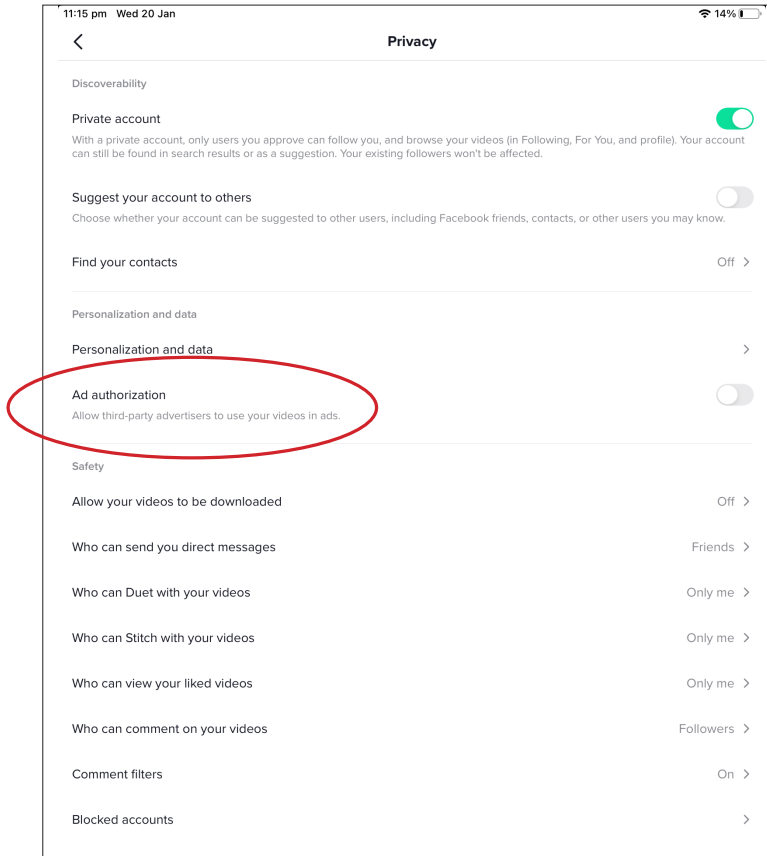 11:15 pm Wed 20 Jan 14%
Privacy
Discoverability
Private account
With a private account, only users you approve can follow you, and browse your videos (in Following, For You, and profile). Your account
can still be found in search results or as a suggestion. Your existing followers won't be affected.
Suggest your account to others
Choose whether your account can be suggested to other users, including Facebook friends, contacts, or other users you may know.
Find your contacts Off
Personalization and data
Personalization and data
Ad authorization
Allow third-party advertisers to use your videos in ads.
Safety
Allow your videos to be downloaded Off
Who can send you direct messages Friends
Who can Duet with your videos Only me
Who can Stitch with your videos Only me
Who can view your liked videos Only me
Who can comment on your videos Followers
Comment filters On
Blocked accounts